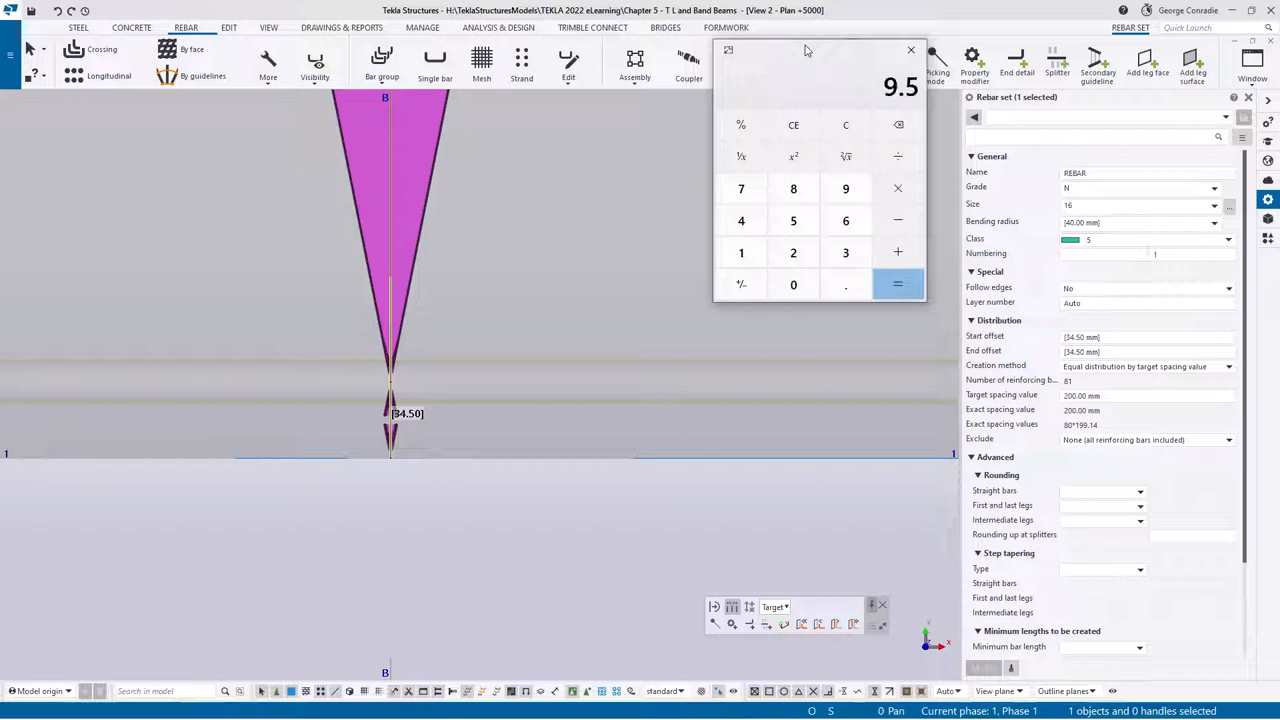 Tekla Structures - H:\TeklaStructuresModels\TEKLA 2022 eLearning\Chapter 5 - T L and Band Beams - [View 2 - Plan +5000]
George Conradie
STEEL CONCRETE REBAR EDIT VIEW DRAWINGS & REPORTS MANAGE ANALYSIS & DESIGN TRIMBLE CONNECT BRIDGE FORMWORK
REBAR SET Quick Launch
Crossing
Longitudinal
By face
By guidelines
More
Visibility
Bar group
Single bar
Mesh
Strand
Edit
Assembly
Coupler
Picking mode
Property modifier
End detail
Splitter
Secondary guideline
Add leg face
Add leg surface
Window
9.5
% CE C
¹/x x² ²√x ÷
7 8 9 ×
4 5 6 −
1 2 3 +
+/- 0 . =
B
[34.50]
1 1
B
Rebar set (1 selected)
General
Name REBAR
Grade N
Size 16 ...
Bending radius [40.00 mm]
Class 5
Numbering 1
Special
Follow edges No
Layer number Auto
Distribution
Start offset [34.50 mm]
End offset [34.50 mm]
Creation method Equal distribution by target spacing value
Number of reinforcing b... 81
Target spacing value 200.00 mm
Exact spacing value 200.00 mm
Exact spacing values 80*199.14
Exclude None (all reinforcing bars included)
Advanced
Rounding
Straight bars
First and last legs
Intermediate legs
Rounding up at splitters
Step tapering
Type
Straight bars
First and last legs
Intermediate legs
Minimum lengths to be created
Minimum bar length
Target
Y
X
Model origin Search in model standard Auto View plane Outline planes
O S 0 Pan Current phase: 1, Phase 1 1 objects and 0 handles selected